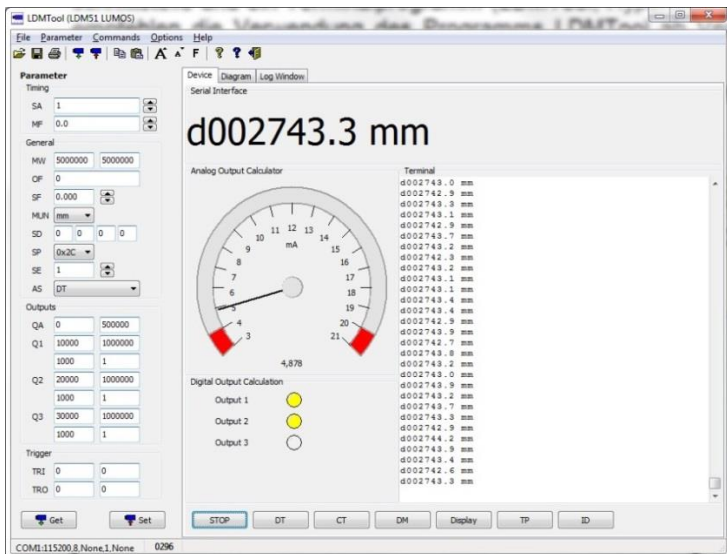 LDMTool (LDM51 LUMOS)
File Parameter Commands Options Help
A A F ? ?
Parameter
Timing
SA 1
MF 0.0
General
MW 5000000 5000000
OF 0
SF 0.000
MUN mm
SD 0 0 0 0
SP 0x2C
SE 1
AS DT
Outputs
QA 0 500000
Q1 10000 1000000
1000 1
Q2 20000 1000000
1000 1
Q3 30000 1000000
1000 1
Trigger
TRI 0 0
TRO 0 0
Get Set
COM1:115200,8,None,1,None 0296
Device Diagram Log Window
Serial Interface
d002743.3 mm
Analog Output Calculator
3 4 5 6 7 8 9 10 11 12 13 14 15 16 17 18 19 20 21
mA
4,878
Digital Output Calculation
Output 1
Output 2
Output 3
Terminal
d002743.0 mm
d002742.9 mm
d002743.3 mm
d002743.1 mm
d002742.9 mm
d002743.7 mm
d002743.2 mm
d002742.3 mm
d002743.2 mm
d002743.1 mm
d002743.1 mm
d002743.4 mm
d002743.4 mm
d002742.9 mm
d002743.9 mm
d002742.7 mm
d002743.8 mm
d002743.2 mm
d002743.0 mm
d002743.9 mm
d002743.2 mm
d002743.7 mm
d002743.3 mm
d002742.9 mm
d002744.2 mm
d002743.9 mm
d002743.4 mm
d002742.6 mm
d002743.3 mm
STOP DT CT DM Display TP ID